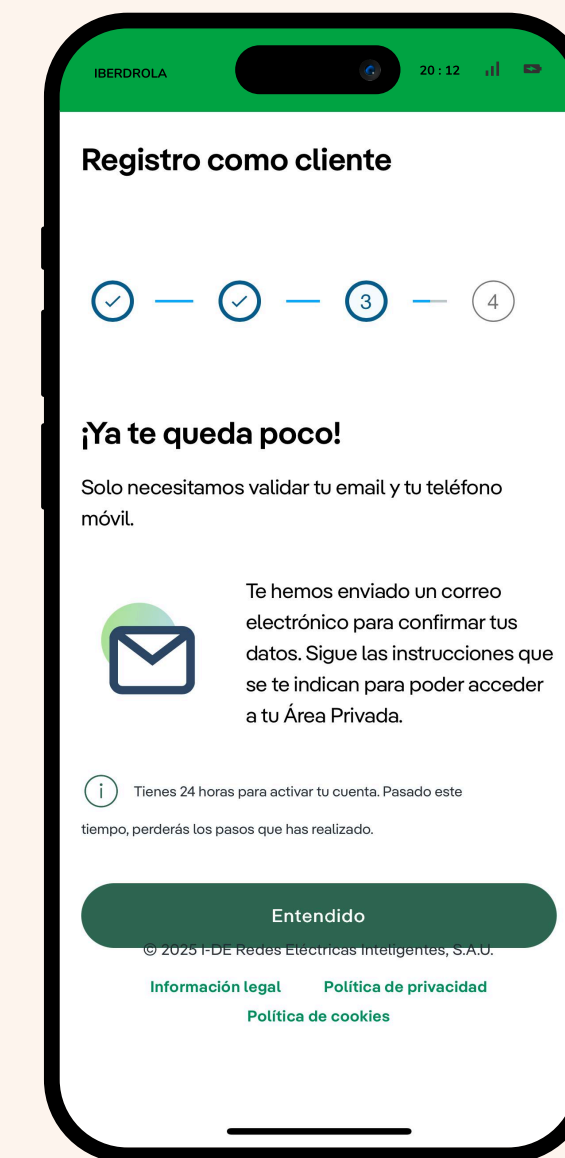 IBERDROLA
20 : 12
Registro como cliente
3
4
¡Ya te queda poco!
Solo necesitamos validar tu email y tu teléfono
móvil.
Te hemos enviado un correo
electrónico para confirmar tus
datos. Sigue las instrucciones que
se te indican para poder acceder
a tu Área Privada.
Tienes 24 horas para activar tu cuenta. Pasado este
tiempo, perderás los pasos que has realizado.
Entendido
© 2025 I-DE Redes Eléctricas Inteligentes, S.A.U.
Información legal Política de privacidad
Política de cookies